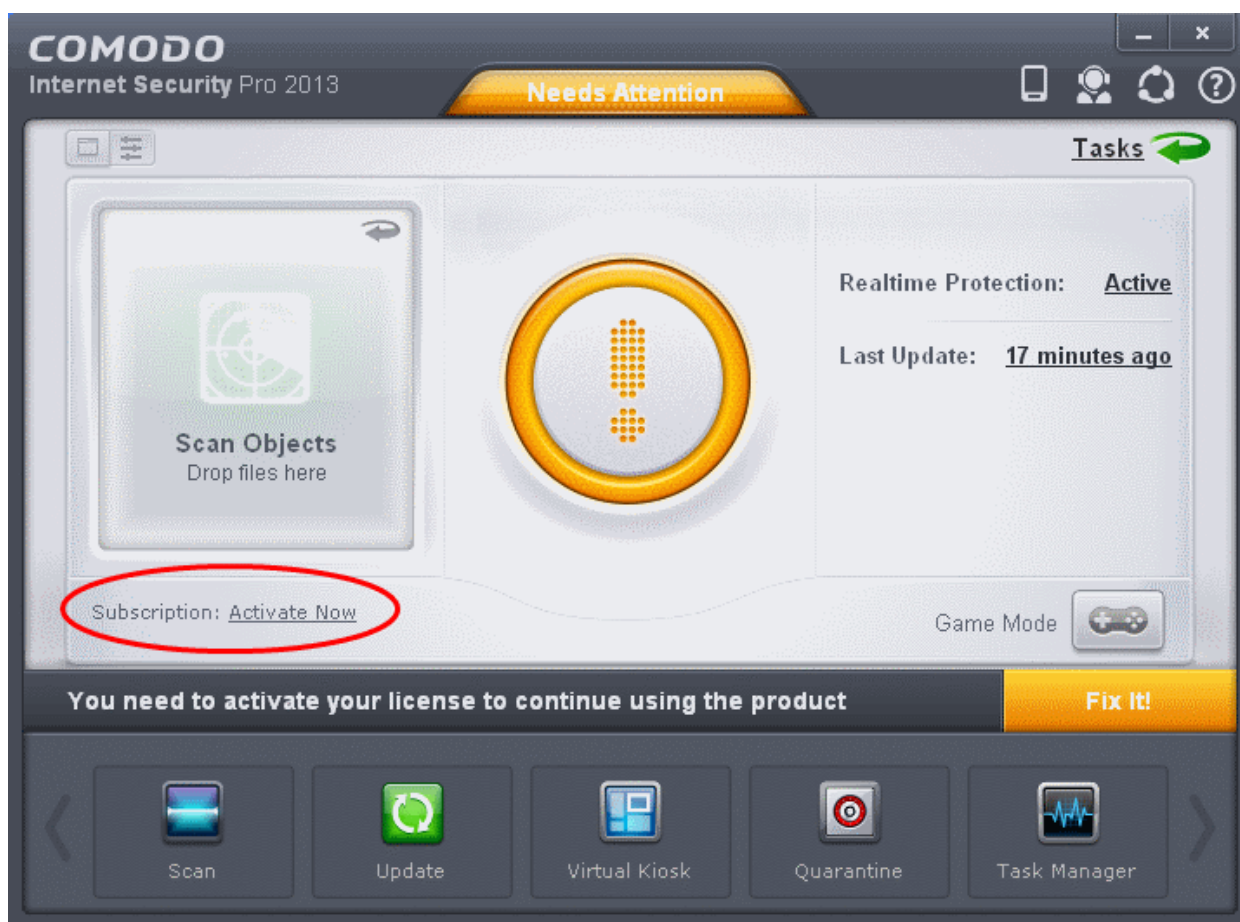 COMODO
Internet Security Pro 2013
Needs Attention
Tasks
Scan Objects
Drop files here
Realtime Protection: Active
Last Update: 17 minutes ago
Subscription: Activate Now
Game Mode
You need to activate your license to continue using the product
Fix It!
Scan
Update
Virtual Kiosk
Quarantine
Task Manager